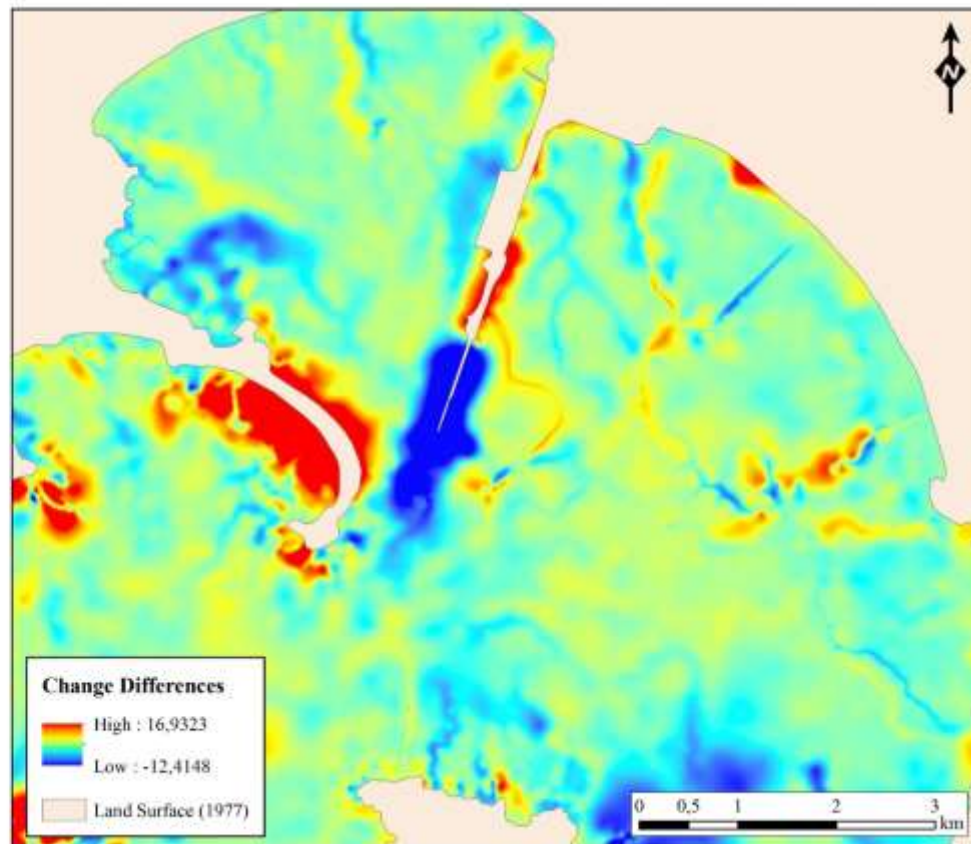 N
Change Differences
High : 16,9323
Low : -12,4148
Land Surface (1977)
0 0,5 1 2 3
km